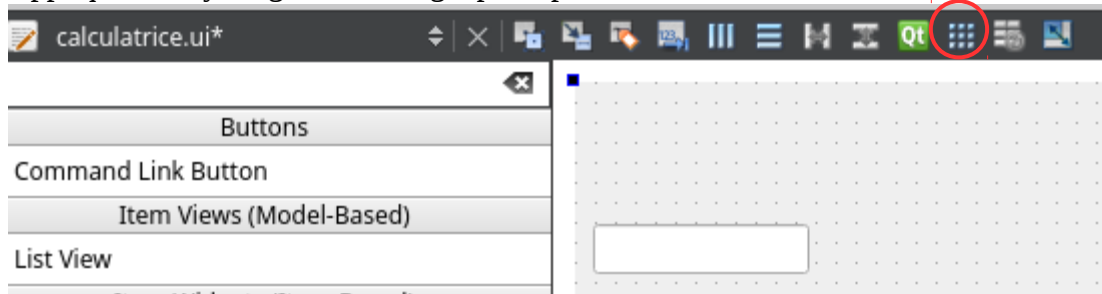 calculatrice.ui*
Qt
Buttons
Command Link Button
Item Views (Model-Based)
List View